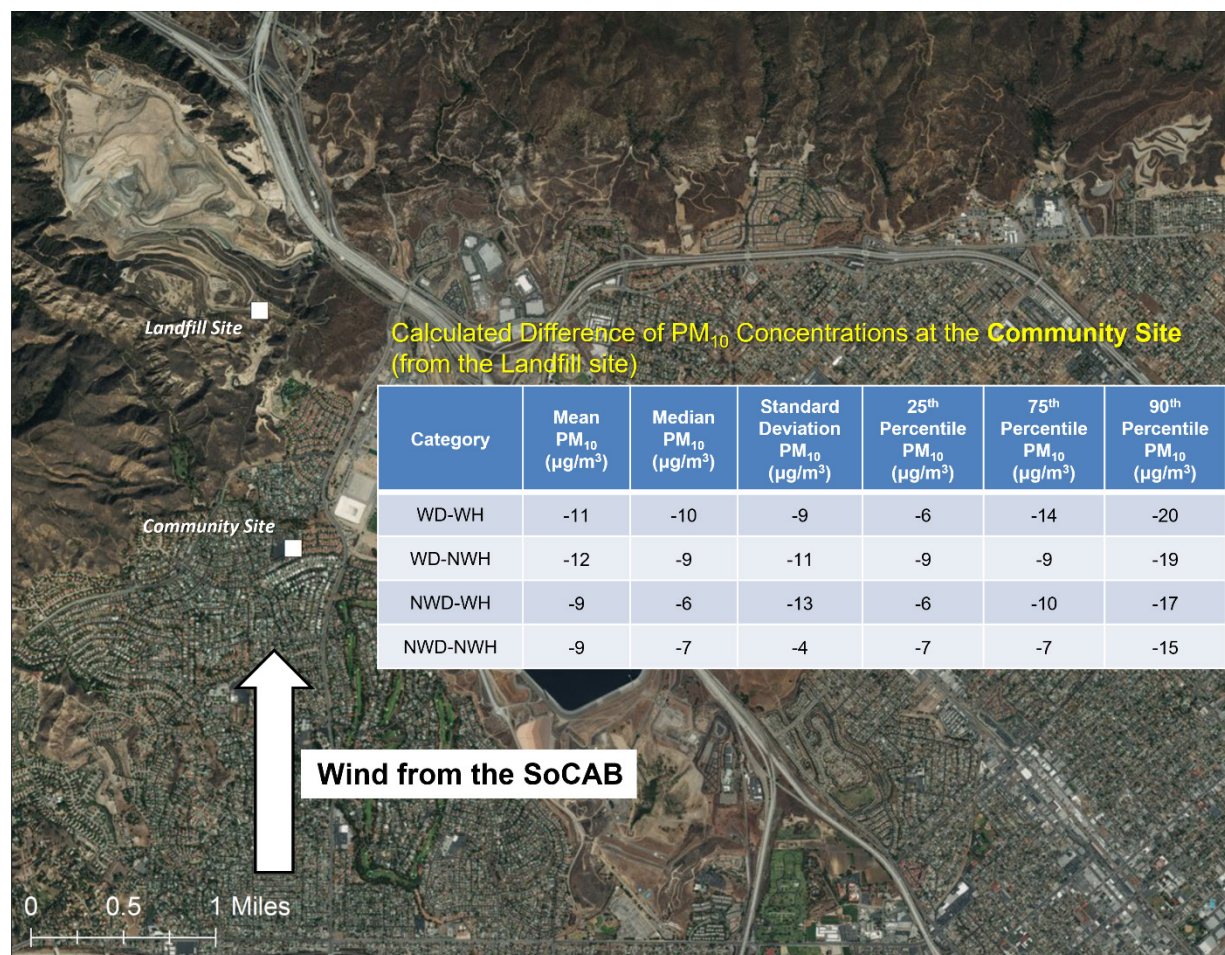 Landfill Site
Calculated Difference of PM₁₀ Concentrations at the Community Site
(from the Landfill site)
Category Mean PM₁₀ (µg/m³) Median PM₁₀ (µg/m³) Standard Deviation PM₁₀ (µg/m³) 25th Percentile PM₁₀ (µg/m³) 75th Percentile PM₁₀ (µg/m³) 90th Percentile PM₁₀ (µg/m³)
WD-WH -11 -10 -9 -6 -14 -20
WD-NWH -12 -9 -11 -9 -9 -19
NWD-WH -9 -6 -13 -6 -10 -17
NWD-NWH -9 -7 -4 -7 -7 -15
Community Site
Wind from the SoCAB
0 0.5 1 Miles